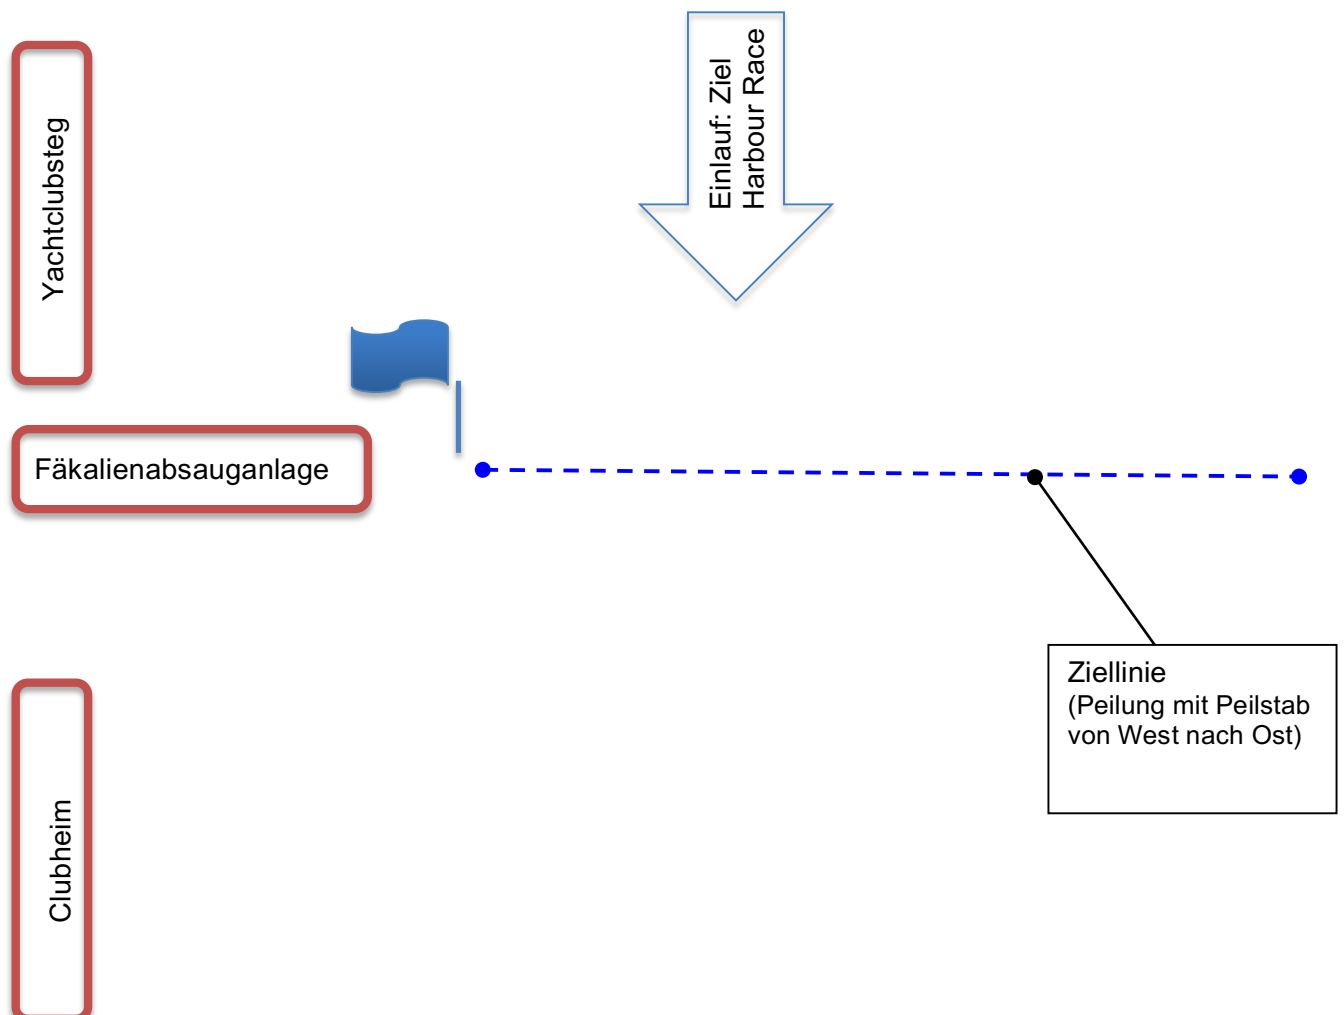 Yachtclubsteg
Einlauf: Ziel
Harbour Race
Fäkalienabsauganlage
Ziellinie
(Peilung mit Peilstab
von West nach Ost)
Clubheim